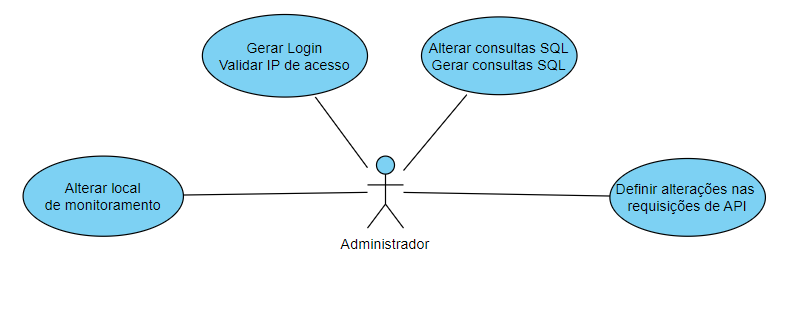 Gerar Login
Validar IP de acesso
Alterar consultas SQL
Gerar consultas SQL
Alterar local
de monitoramento
Definir alterações nas
requisições de API
Administrador